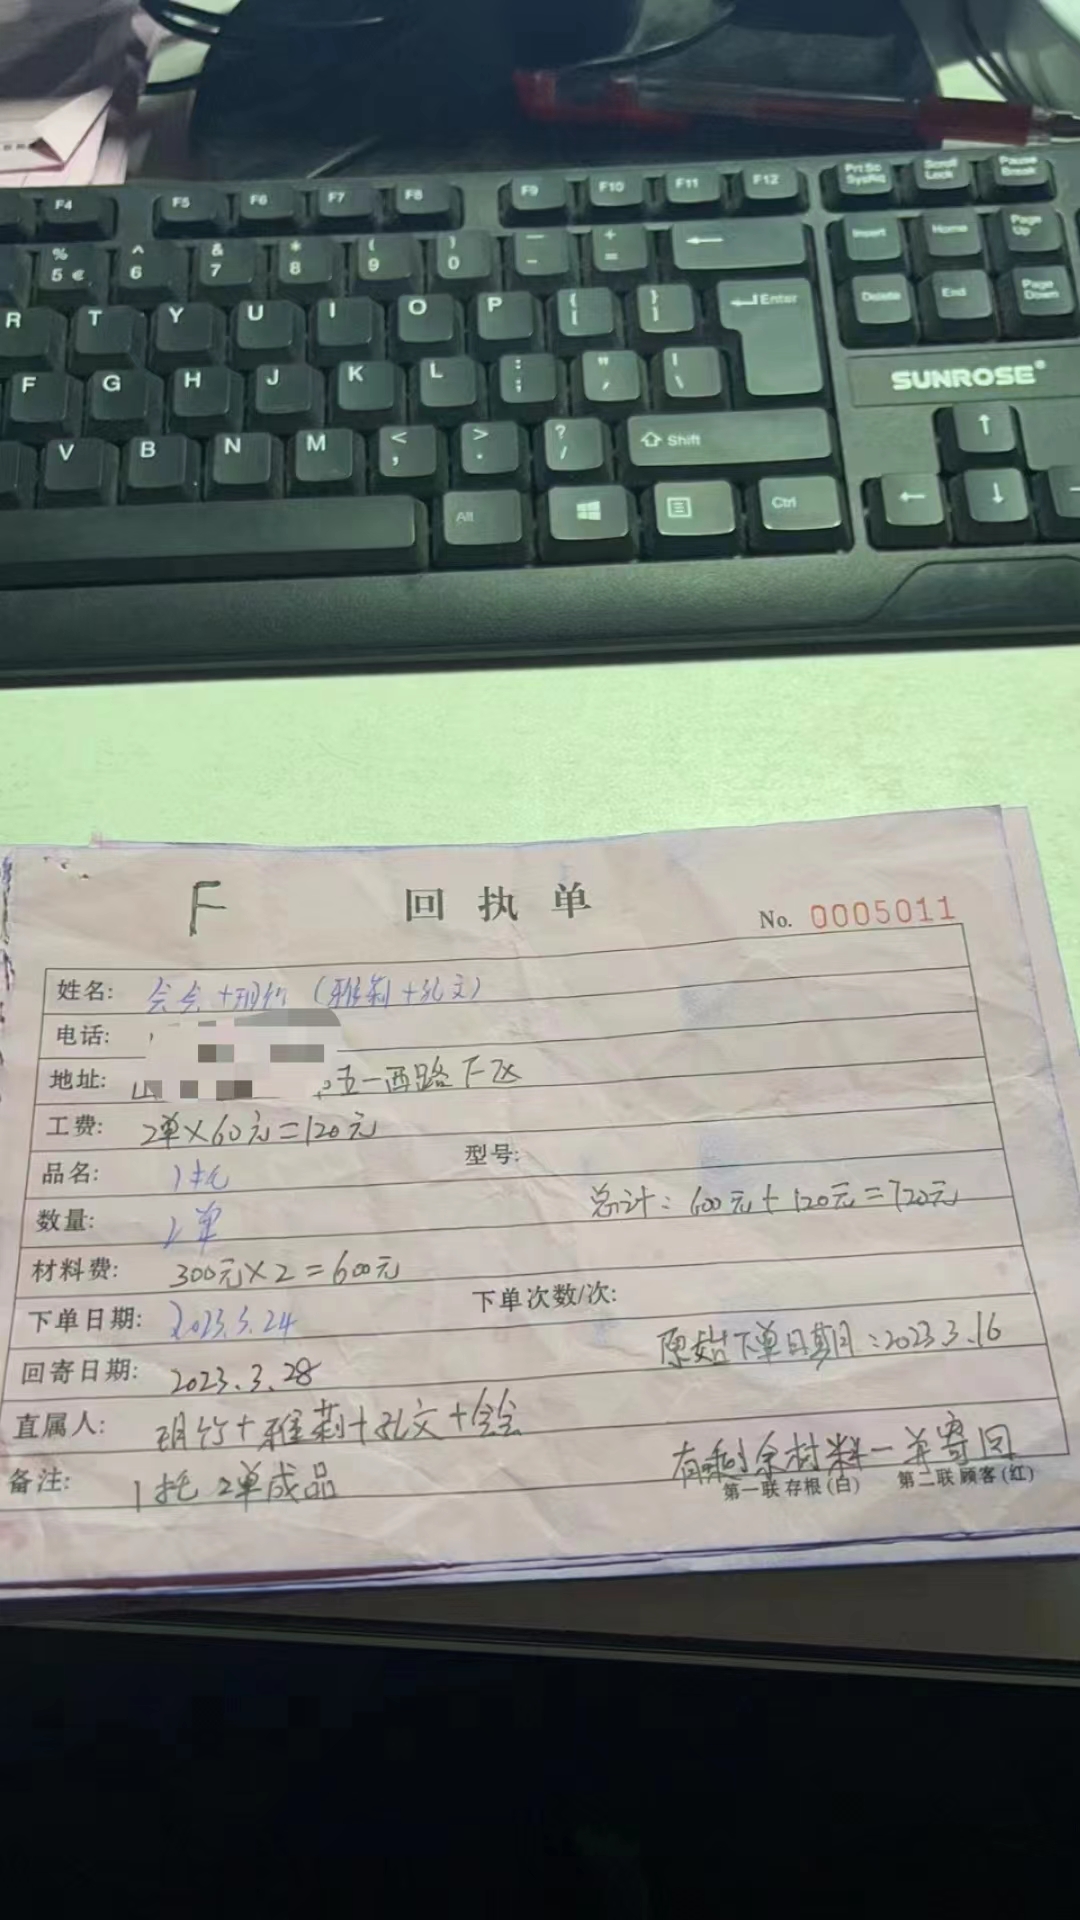 F4 F5 F6 F7 F8 F9 F10 F11 F12 Prt Sc SysRq Scroll Lock Pause Break
% 5 € ^ 6 & 7 * 8 ( 9 ) 0 — - + = ← Insert Home Page Up
R T Y U I O P { [ } ] ← Enter Delete End Page Down
F G H J K L : ; " ' | \ SUNROSE®
V B N M < , > . ? / ⇧ Shift ↑
Alt Ctrl ← ↓ →
F 回执单 No. 0005011
姓名: 会会+玥竹(雅莉+孔文)
电话:
地址: 山 五一西路下区
工费: 2单×60元=120元
品名: 1托 型号:
数量: 2单 总计:600元+120元=720元
材料费: 300元×2=600元
下单日期: 2023.3.24 下单次数/次:
回寄日期: 2023.3.28 原始下单日期:2023.3.16
直属人: 玥竹+雅莉+孔文+会会
备注: 1托 2单成品 有剩余材料一并寄回
第一联 存根(白) 第二联 顾客(红)